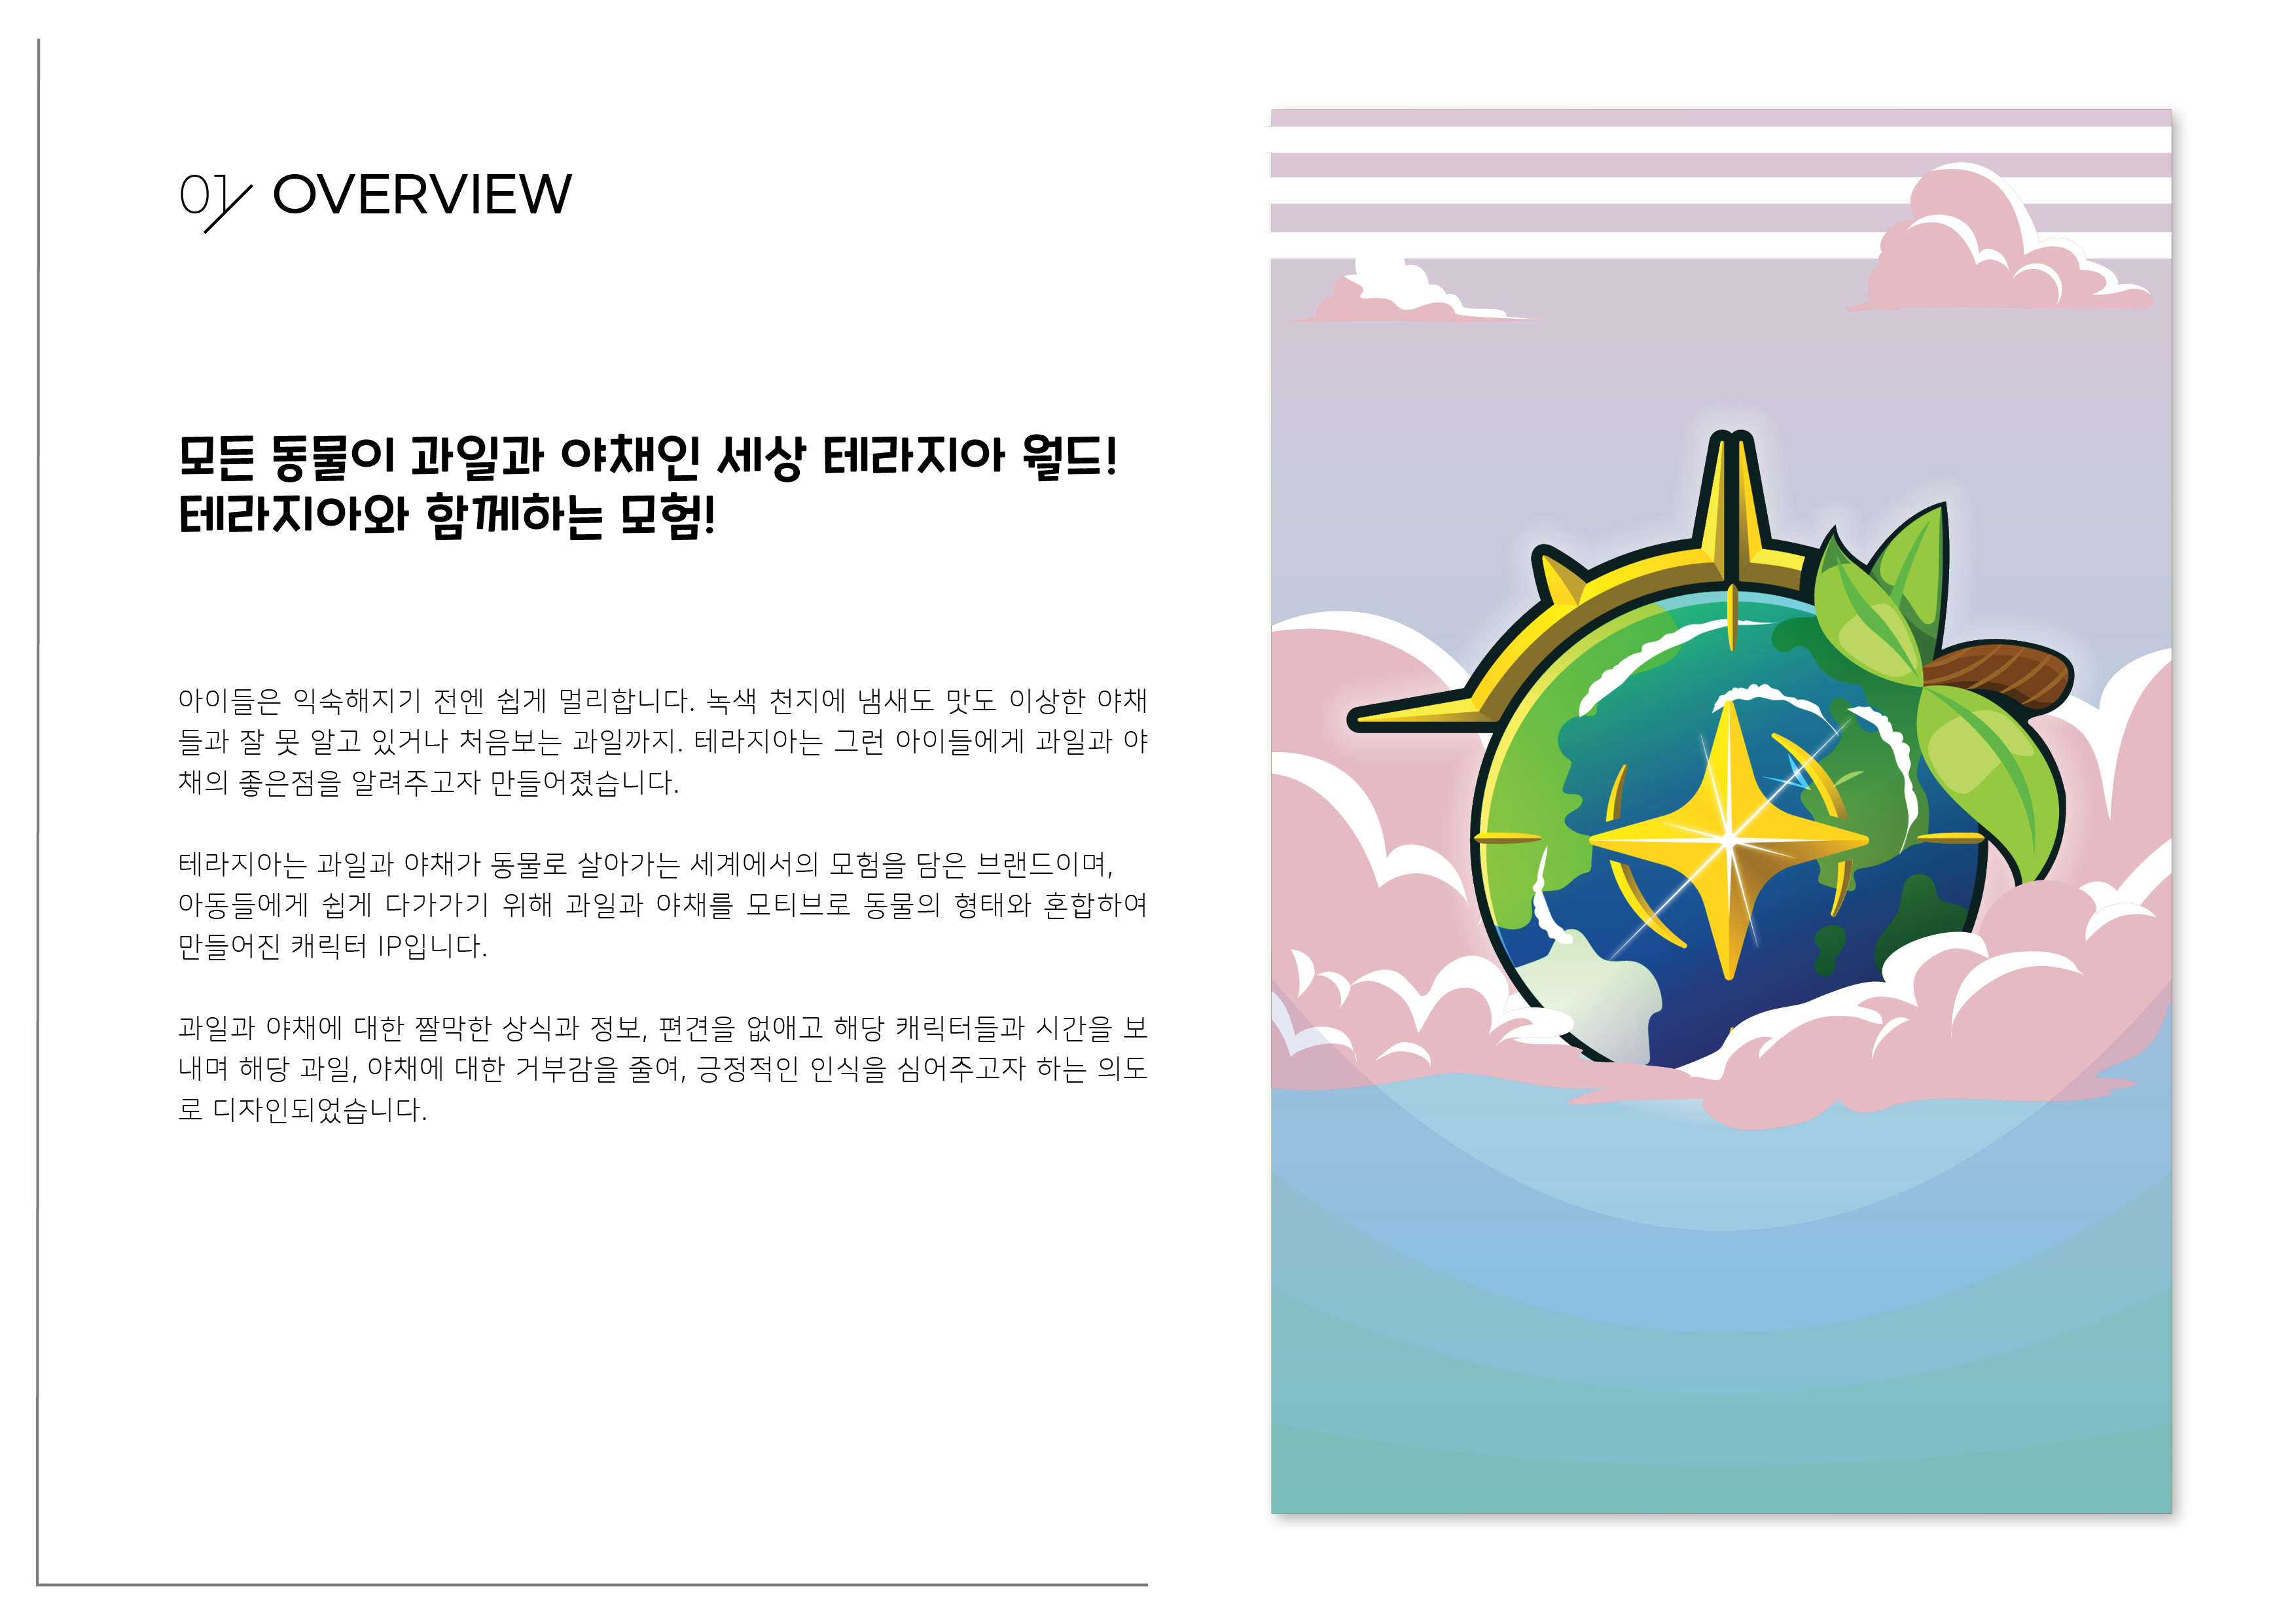 01 OVERVIEW
모든 동물이 과일과 야채인 세상 테라지아 월드!
테라지아와 함께하는 모험!
아이들은 익숙해지기 전엔 쉽게 멀리합니다. 녹색 천지에 냄새도 맛도 이상한 야채
들과 잘 못 알고 있거나 처음보는 과일까지. 테라지아는 그런 아이들에게 과일과 야
채의 좋은점을 알려주고자 만들어졌습니다.
테라지아는 과일과 야채가 동물로 살아가는 세계에서의 모험을 담은 브랜드이며,
아동들에게 쉽게 다가가기 위해 과일과 야채를 모티브로 동물의 형태와 혼합하여
만들어진 캐릭터 IP입니다.
과일과 야채에 대한 짤막한 상식과 정보, 편견을 없애고 해당 캐릭터들과 시간을 보
내며 해당 과일, 야채에 대한 거부감을 줄여, 긍정적인 인식을 심어주고자 하는 의도
로 디자인되었습니다.